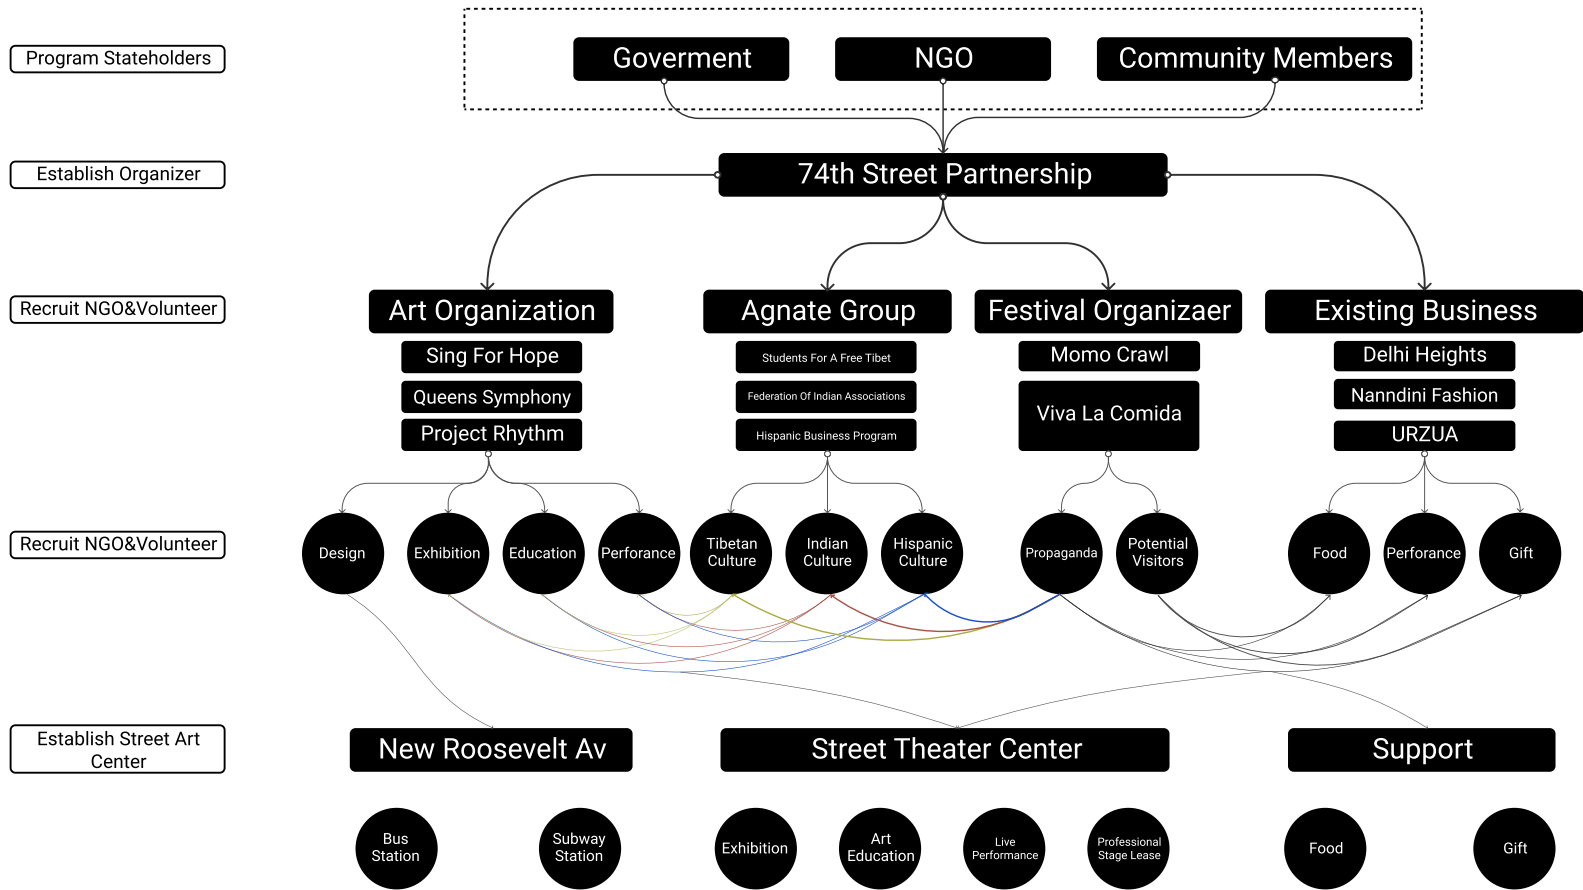 Program Stateholders
Goverment
NGO
Community Members
Establish Organizer
74th Street Partnership
Recruit NGO&Volunteer
Art Organization
Agnate Group
Festival Organizaer
Existing Business
Sing For Hope
Students For A Free Tibet
Momo Crawl
Delhi Heights
Queens Symphony
Federation Of Indian Associations
Viva La Comida
Nanndini Fashion
Project Rhythm
Hispanic Business Program
URZUA
Recruit NGO&Volunteer
Design
Exhibition
Education
Perforance
Tibetan
Culture
Indian
Culture
Hispanic
Culture
Propaganda
Potential
Visitors
Food
Perforance
Gift
Establish Street Art
Center
New Roosevelt Av
Street Theater Center
Support
Bus
Station
Subway
Station
Exhibition
Art
Education
Live
Performance
Professional
Stage Lease
Food
Gift